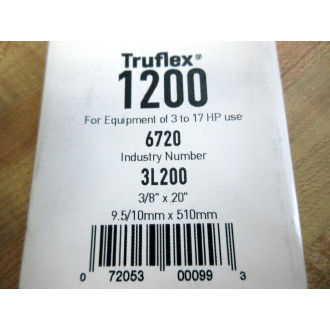 Truflex®
1200
For Equipment of 3 to 17 HP use
6720
Industry Number
3L200
3/8" x 20"
9.5/10mm x 510mm
0 72053 00099 3